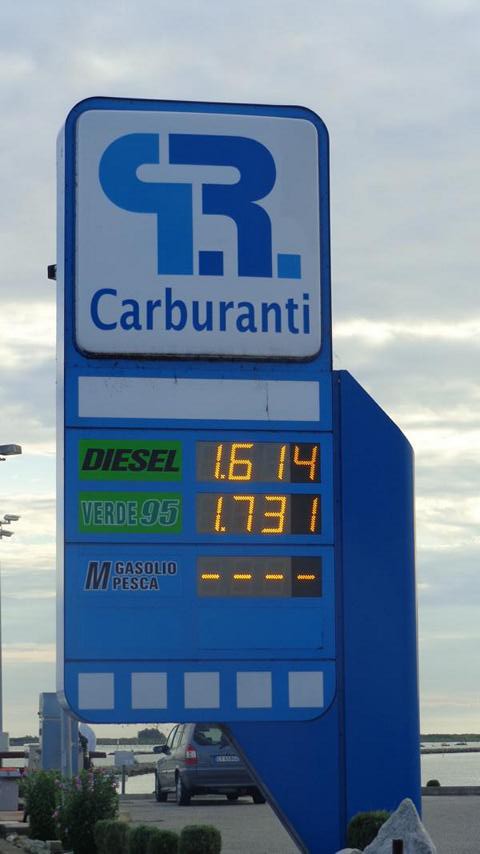 P.R.
Carburanti
DIESEL 1.614
VERDE 95 1.731
M GASOLIO PESCA ----